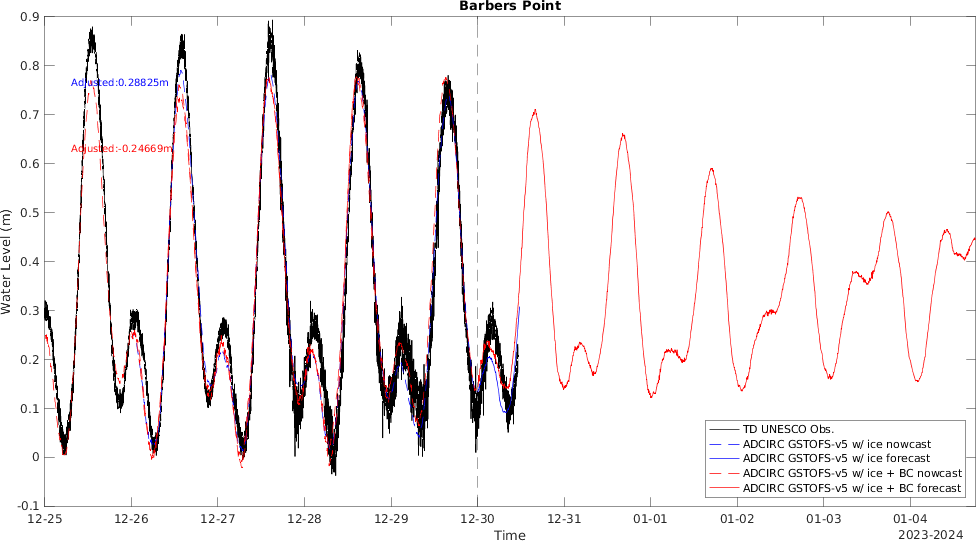 Barbers Point
0.9
0.8
0.7
0.6
0.5
0.4
0.3
0.2
0.1
0
-0.1
Water Level (m)
Adjusted:0.28825m
Adjusted:-0.24669m
TD UNESCO Obs.
ADCIRC GSTOFS-v5 w/ ice nowcast
ADCIRC GSTOFS-v5 w/ ice forecast
ADCIRC GSTOFS-v5 w/ ice + BC nowcast
ADCIRC GSTOFS-v5 w/ ice + BC forecast
12-25 12-26 12-27 12-28 12-29 12-30 12-31 01-01 01-02 01-03 01-04
Time
2023-2024